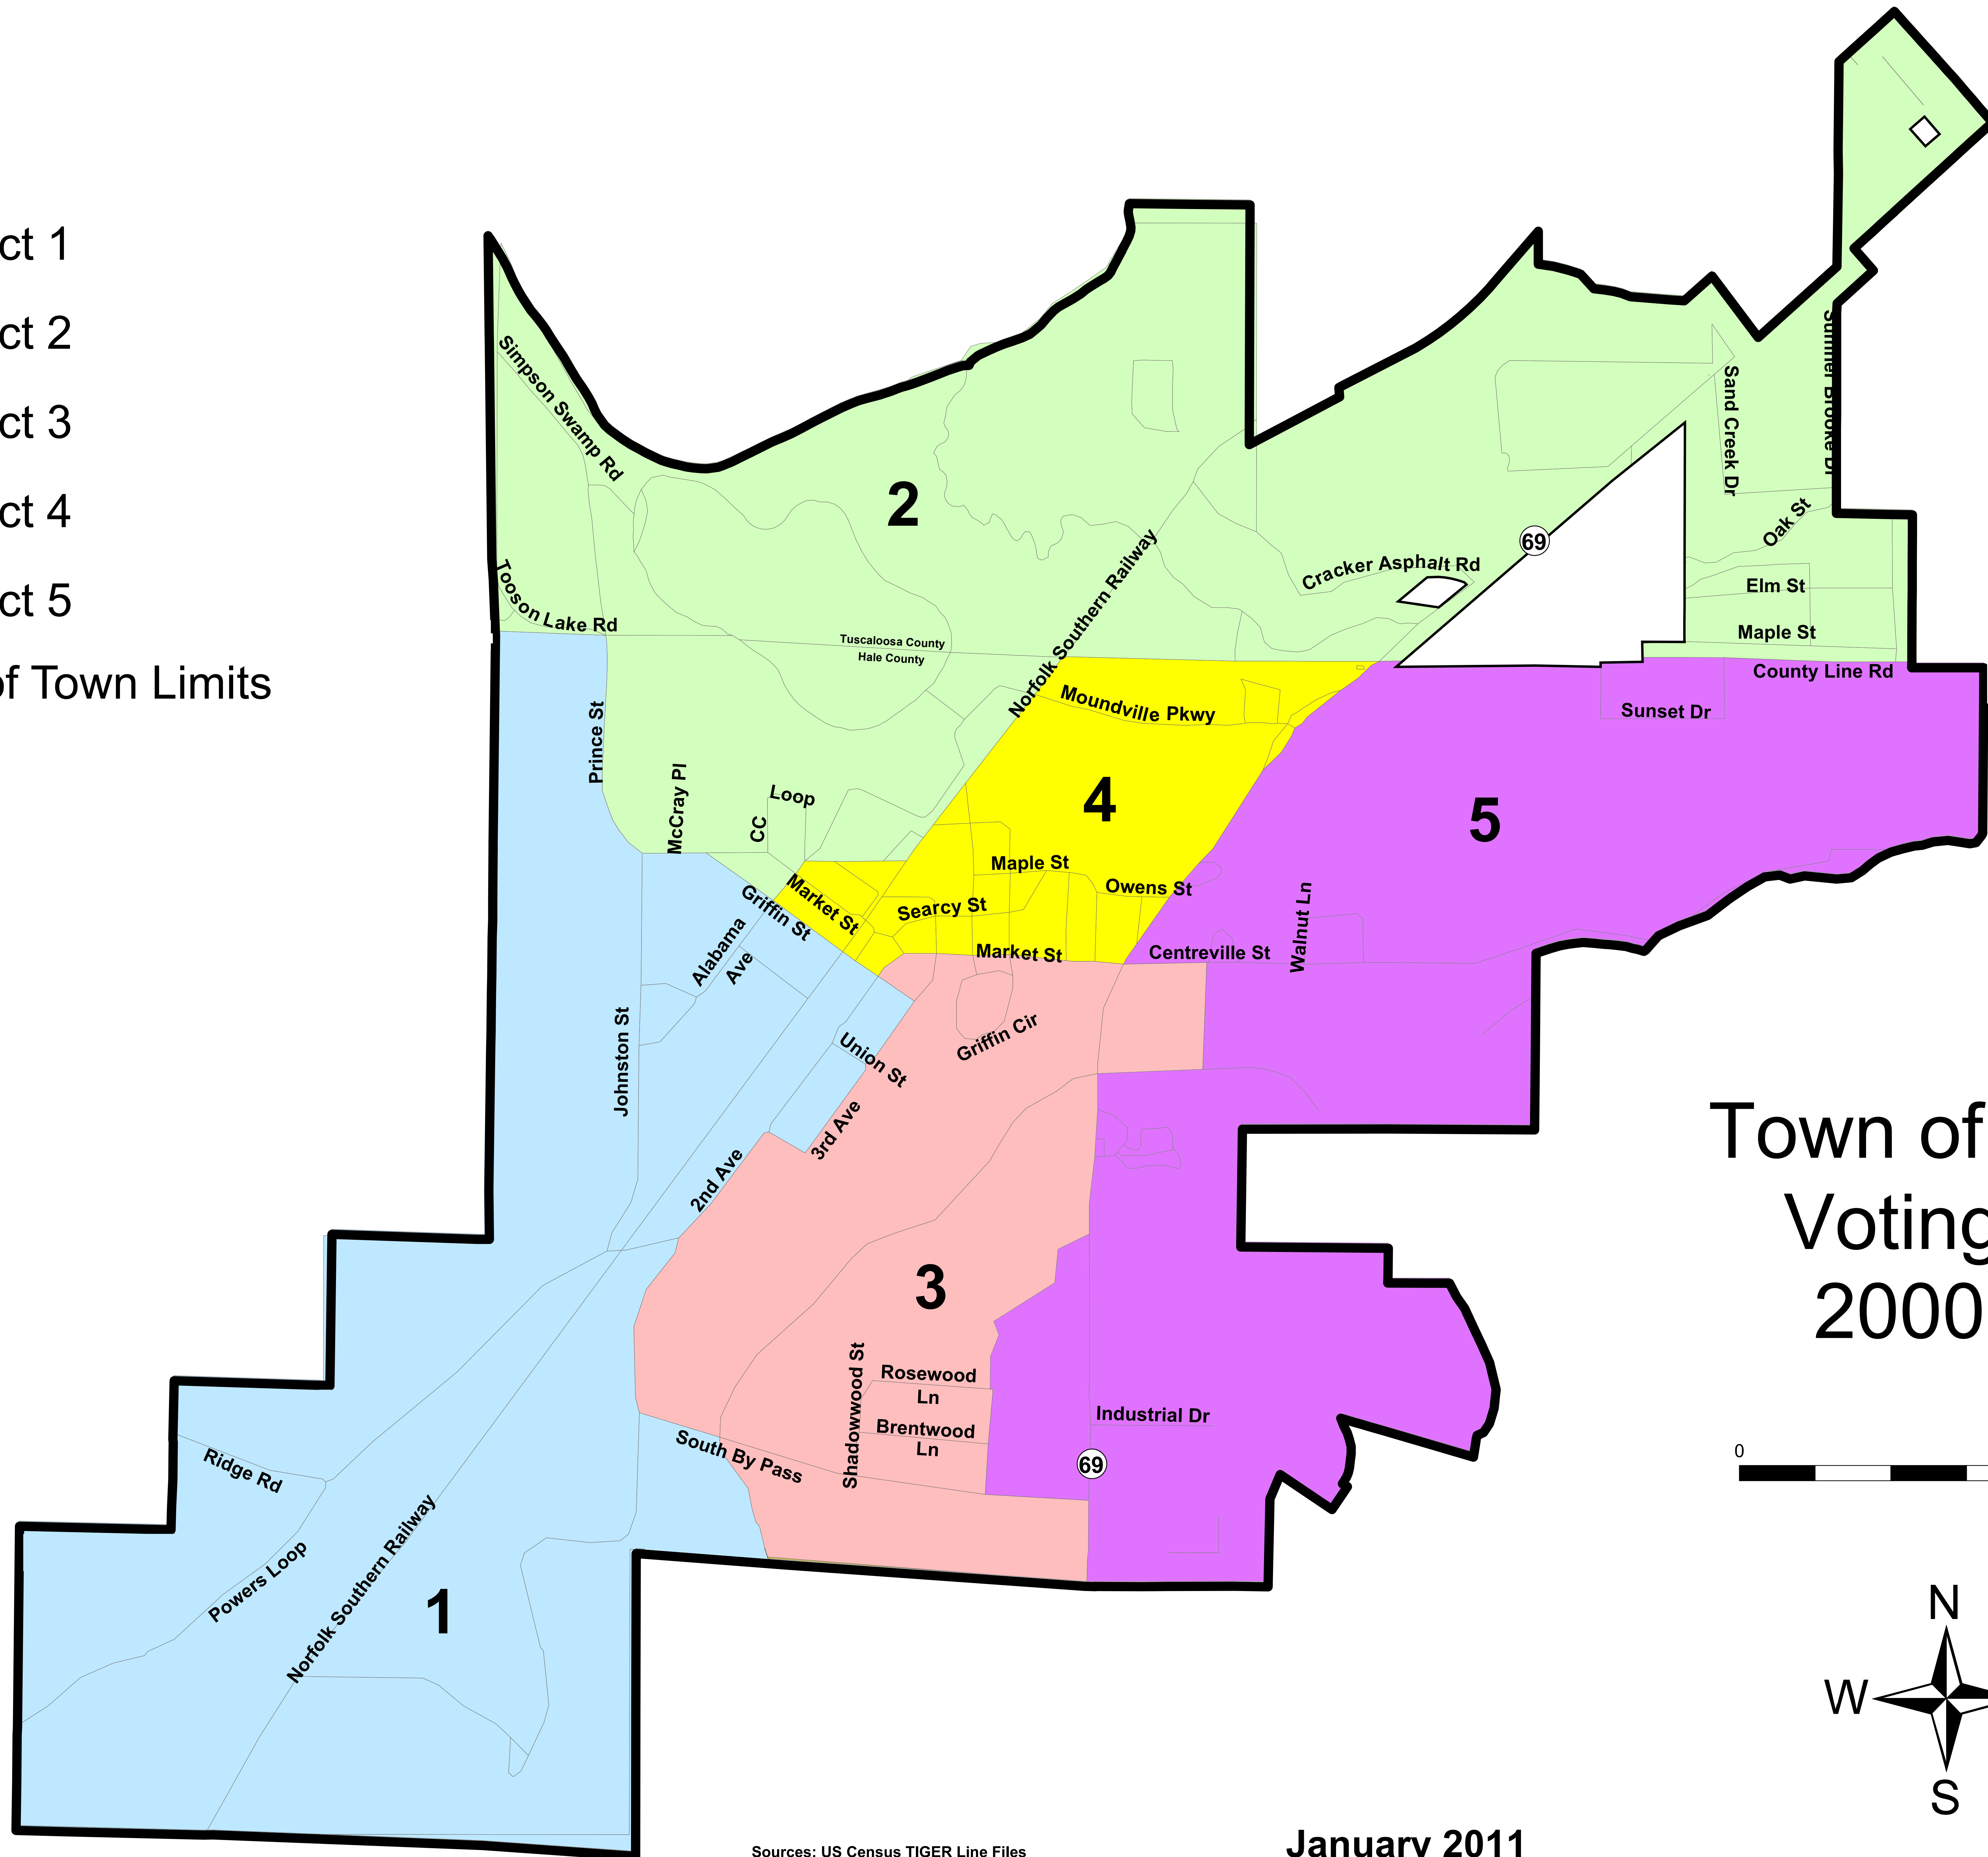 ct 1
ct 2
ct 3
ct 4
ct 5
of Town Limits
Simpson Swamp Rd
2
Norfolk Southern Railway
Cracker Asphalt Rd
69
Sand Creek Dr
Summer Brooke Dr
Oak St
Elm St
Maple St
County Line Rd
Sunset Dr
Tooson Lake Rd
Tuscaloosa County
Hale County
Moundville Pkwy
Prince St
McCray Pl
CC
Loop
4
5
Maple St
Owens St
Market St
Griffin St
Searcy St
Market St
Centreville St
Walnut Ln
Alabama
Ave
Johnston St
Griffin Cir
Union St
3rd Ave
2nd Ave
3
Shadowwood St
Rosewood
Ln
Brentwood
Ln
Industrial Dr
South By Pass
69
Ridge Rd
Powers Loop
Norfolk Southern Railway
1
Town of
Voting
2000
0
N
W
S
Sources: US Census TIGER Line Files
January 2011